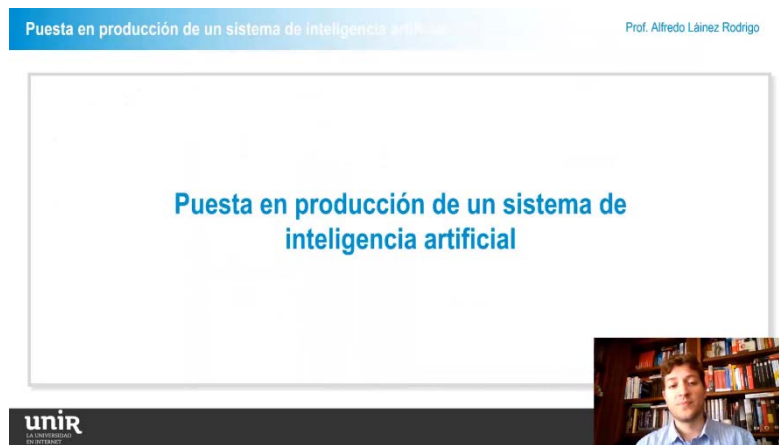 Puesta en producción de un sistema de inteligencia artificial
Prof. Alfredo Láinez Rodrigo
Puesta en producción de un sistema de
inteligencia artificial
unir
LA UNIVERSIDAD
EN INTERNET